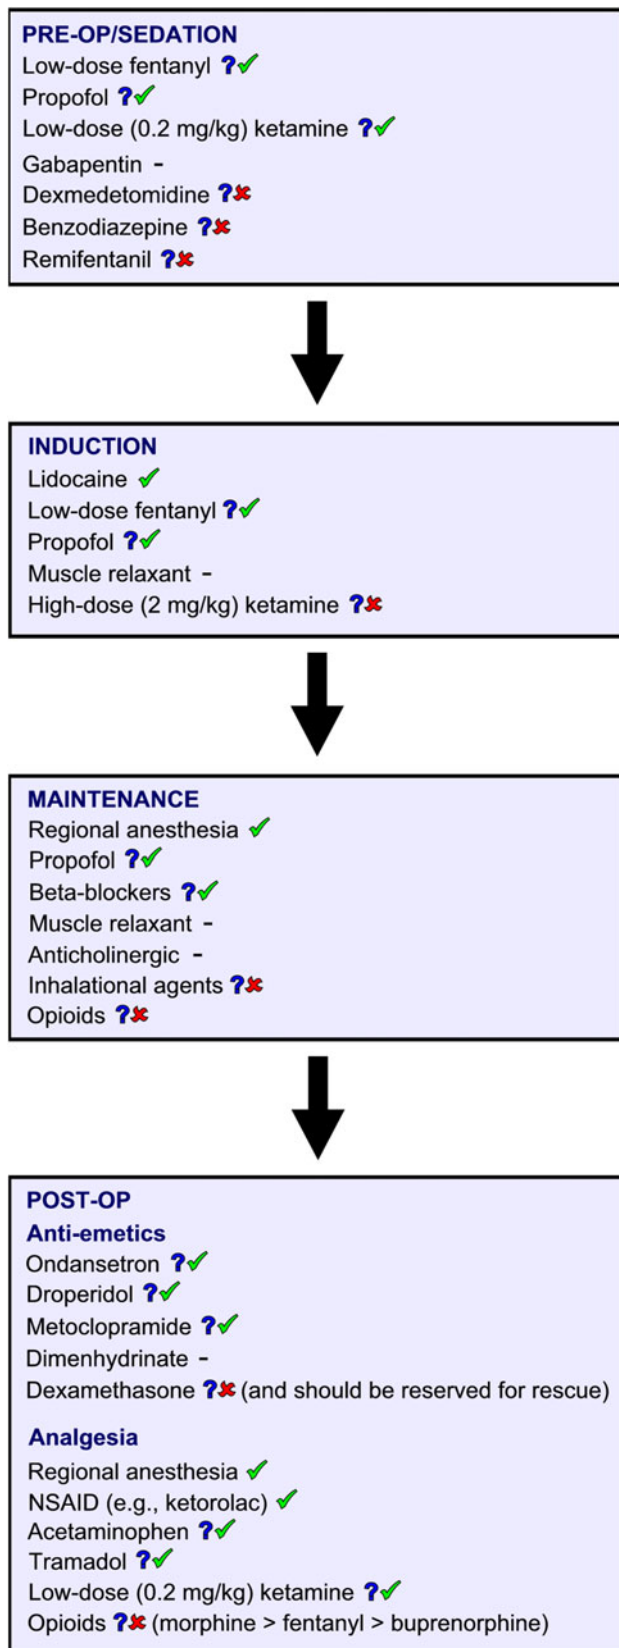 PRE-OP/SEDATION
Low-dose fentanyl ?✓
Propofol ?✓
Low-dose (0.2 mg/kg) ketamine ?✓
Gabapentin -
Dexmedetomidine ?✖
Benzodiazepine ?✖
Remifentanil ?✖
INDUCTION
Lidocaine ✓
Low-dose fentanyl ?✓
Propofol ?✓
Muscle relaxant -
High-dose (2 mg/kg) ketamine ?✖
MAINTENANCE
Regional anesthesia ✓
Propofol ?✓
Beta-blockers ?✓
Muscle relaxant -
Anticholinergic -
Inhalational agents ?✖
Opioids ?✖
POST-OP
Anti-emetics
Ondansetron ?✓
Droperidol ?✓
Metoclopramide ?✓
Dimenhydrinate -
Dexamethasone ?✖ (and should be reserved for rescue)
Analgesia
Regional anesthesia ✓
NSAID (e.g., ketorolac) ✓
Acetaminophen ?✓
Tramadol ?✓
Low-dose (0.2 mg/kg) ketamine ?✓
Opioids ?✖ (morphine > fentanyl > buprenorphine)